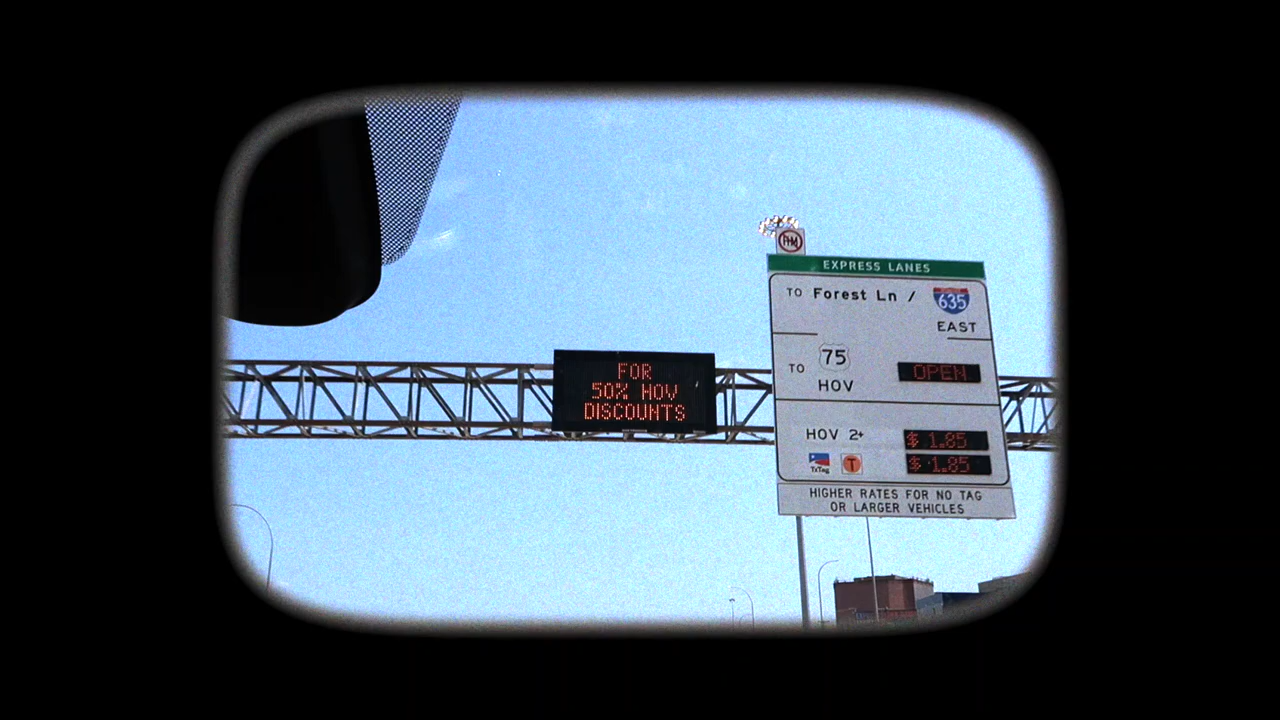 FOR
50% HOV
DISCOUNTS
EXPRESS LANES
TO Forest Ln / 635
EAST
TO 75
HOV
OPEN
HOV 2+ $ 1.85
TxTag T $ 1.85
HIGHER RATES FOR NO TAG
OR LARGER VEHICLES